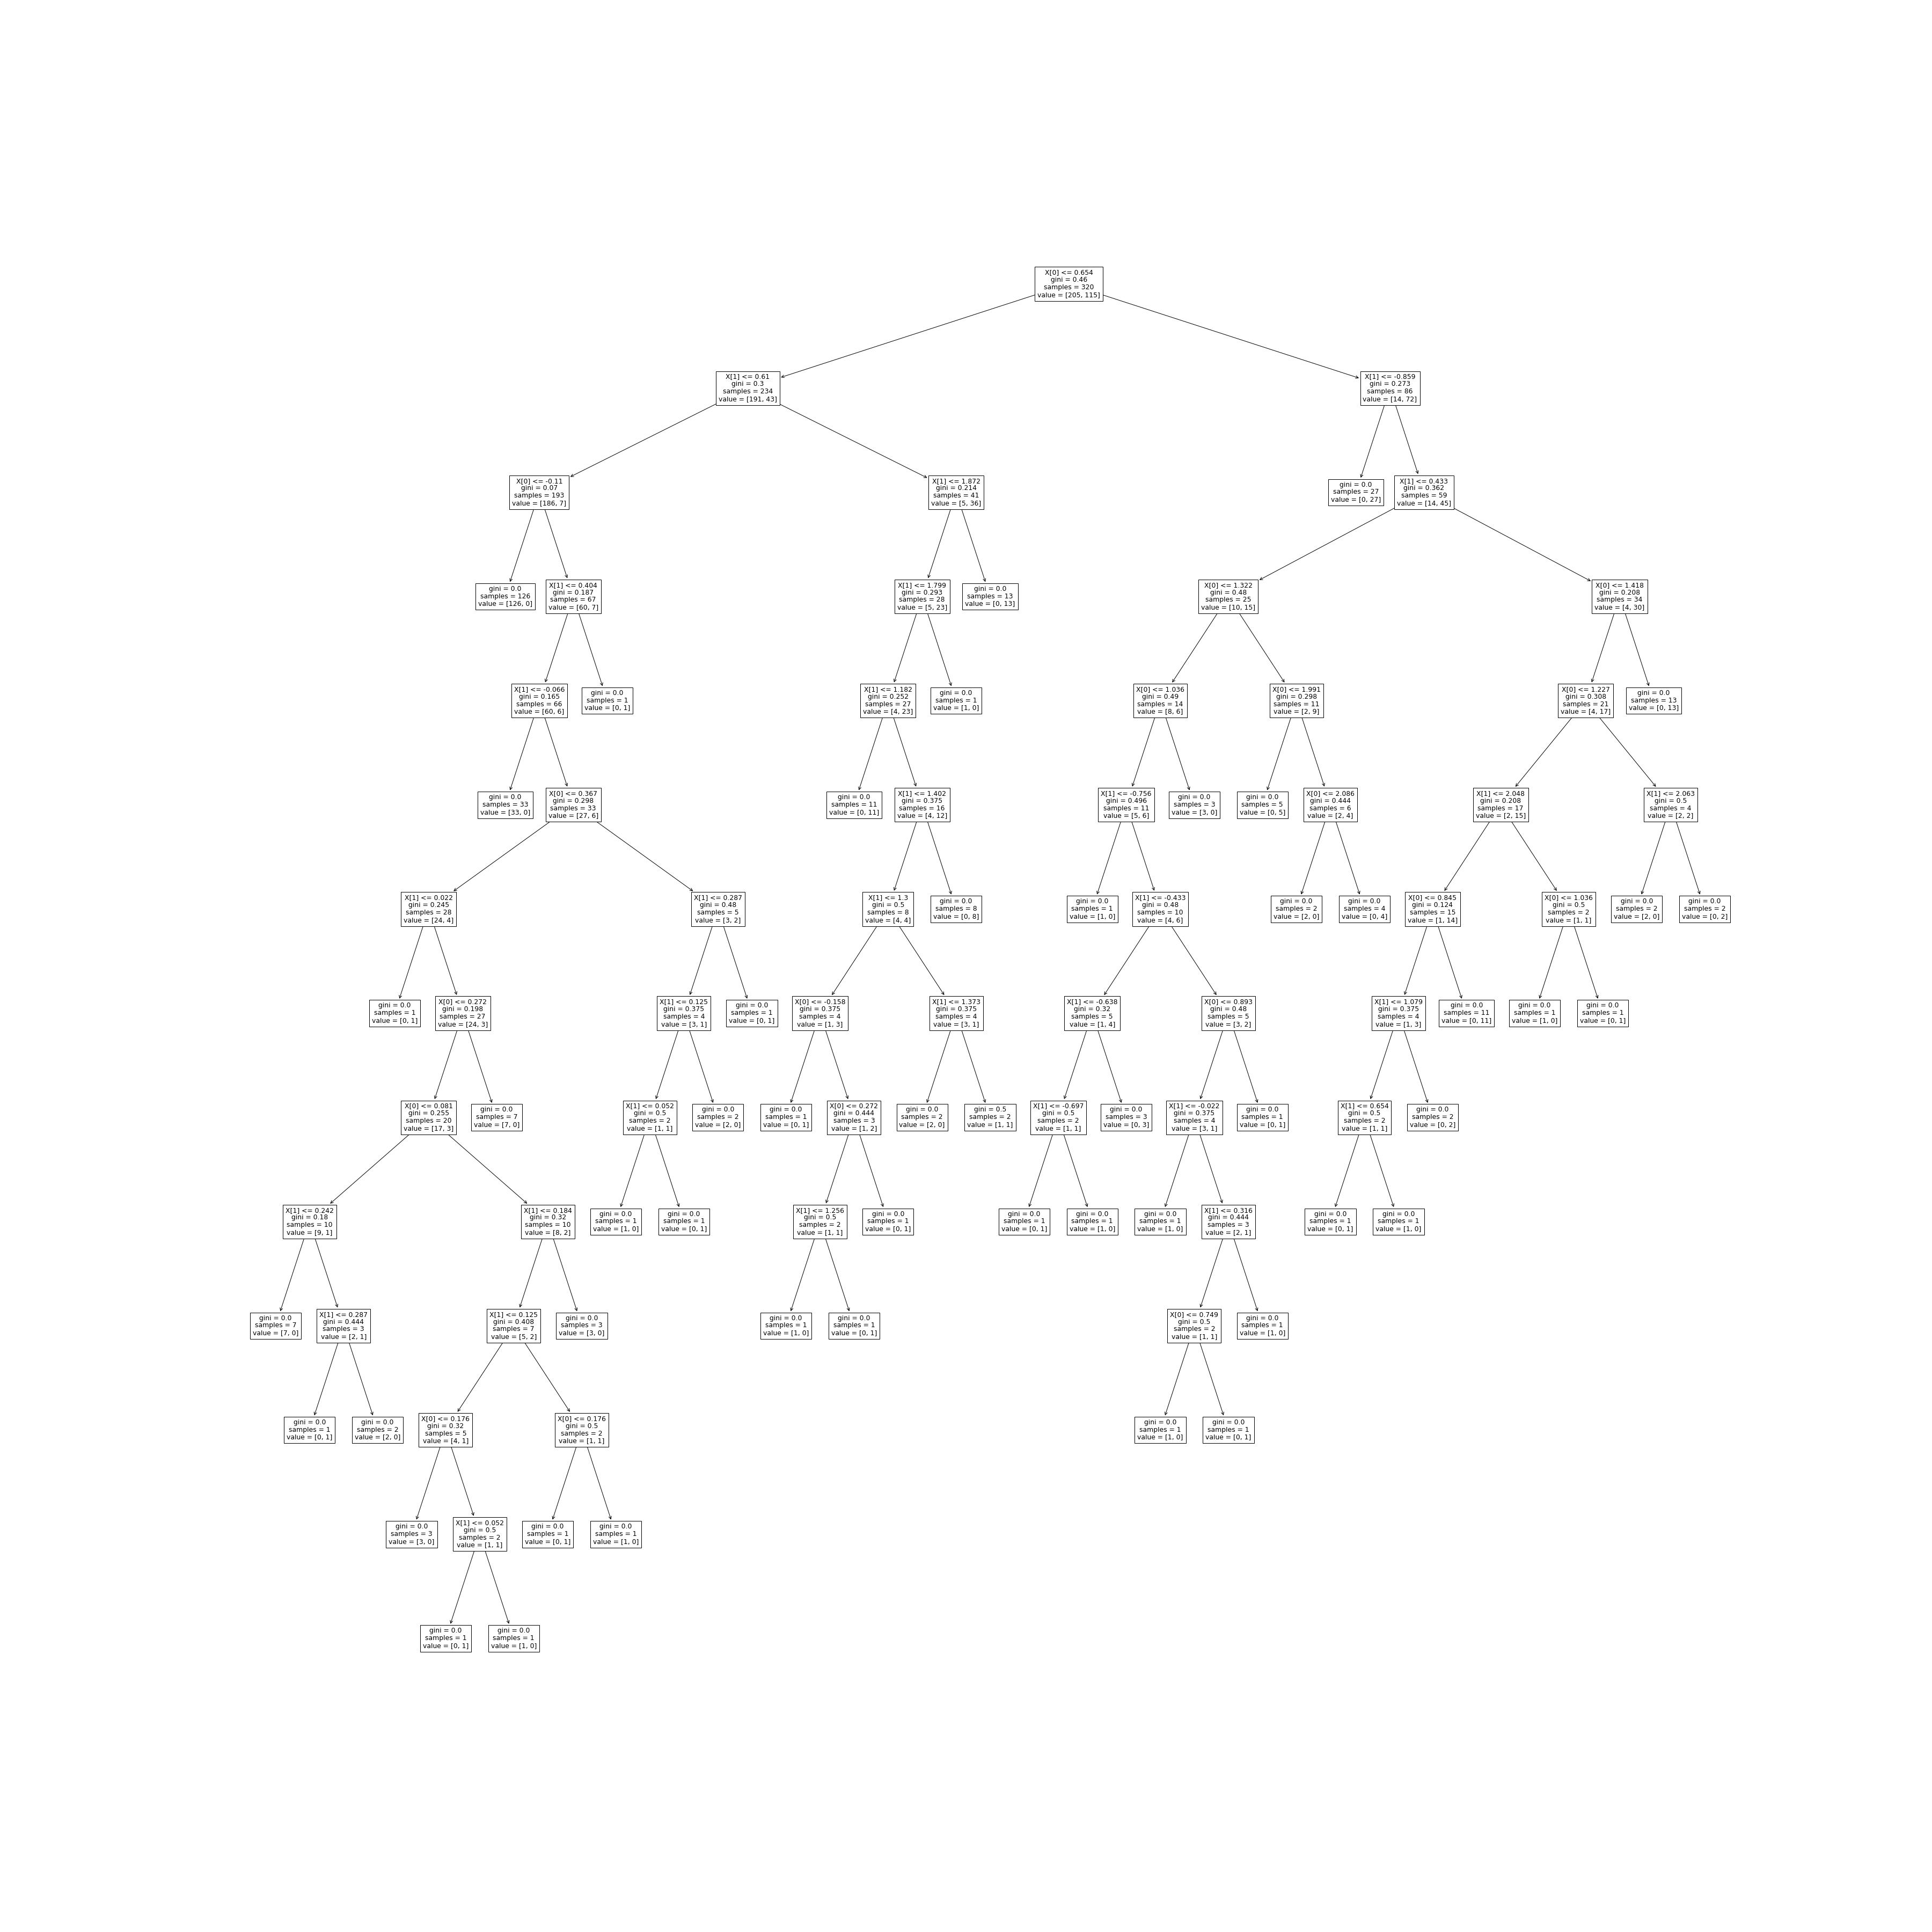 X[0] <= 0.654
gini = 0.46
samples = 320
value = [205, 115]
X[1] <= 0.61
gini = 0.3
samples = 234
value = [191, 43]
X[1] <= -0.859
gini = 0.273
samples = 86
value = [14, 72]
X[0] <= -0.11
gini = 0.07
samples = 193
value = [186, 7]
X[1] <= 1.872
gini = 0.214
samples = 41
value = [5, 36]
gini = 0.0
samples = 27
value = [0, 27]
X[1] <= 0.433
gini = 0.362
samples = 59
value = [14, 45]
gini = 0.0
samples = 126
value = [126, 0]
X[1] <= 0.404
gini = 0.187
samples = 67
value = [60, 7]
X[1] <= 1.799
gini = 0.293
samples = 28
value = [5, 23]
gini = 0.0
samples = 13
value = [0, 13]
X[0] <= 1.322
gini = 0.48
samples = 25
value = [10, 15]
X[0] <= 1.418
gini = 0.208
samples = 34
value = [4, 30]
X[1] <= -0.066
gini = 0.165
samples = 66
value = [60, 6]
gini = 0.0
samples = 1
value = [0, 1]
X[1] <= 1.182
gini = 0.252
samples = 27
value = [4, 23]
gini = 0.0
samples = 1
value = [1, 0]
X[0] <= 1.036
gini = 0.49
samples = 14
value = [8, 6]
X[0] <= 1.991
gini = 0.298
samples = 11
value = [2, 9]
X[0] <= 1.227
gini = 0.308
samples = 21
value = [4, 17]
gini = 0.0
samples = 13
value = [0, 13]
gini = 0.0
samples = 33
value = [33, 0]
X[0] <= 0.367
gini = 0.298
samples = 33
value = [27, 6]
gini = 0.0
samples = 11
value = [0, 11]
X[1] <= 1.402
gini = 0.375
samples = 16
value = [4, 12]
X[1] <= -0.756
gini = 0.496
samples = 11
value = [5, 6]
gini = 0.0
samples = 3
value = [3, 0]
gini = 0.0
samples = 5
value = [0, 5]
X[0] <= 2.086
gini = 0.444
samples = 6
value = [2, 4]
X[1] <= 2.048
gini = 0.208
samples = 17
value = [2, 15]
X[1] <= 2.063
gini = 0.5
samples = 4
value = [2, 2]
X[1] <= 0.022
gini = 0.245
samples = 28
value = [24, 4]
X[1] <= 0.287
gini = 0.48
samples = 5
value = [3, 2]
X[1] <= 1.3
gini = 0.5
samples = 8
value = [4, 4]
gini = 0.0
samples = 8
value = [0, 8]
gini = 0.0
samples = 1
value = [1, 0]
X[1] <= -0.433
gini = 0.48
samples = 10
value = [4, 6]
gini = 0.0
samples = 2
value = [2, 0]
gini = 0.0
samples = 4
value = [0, 4]
X[0] <= 0.845
gini = 0.124
samples = 15
value = [1, 14]
X[0] <= 1.036
gini = 0.5
samples = 2
value = [1, 1]
gini = 0.0
samples = 2
value = [2, 0]
gini = 0.0
samples = 2
value = [0, 2]
gini = 0.0
samples = 1
value = [0, 1]
X[0] <= 0.272
gini = 0.198
samples = 27
value = [24, 3]
X[1] <= 0.125
gini = 0.375
samples = 4
value = [3, 1]
gini = 0.0
samples = 1
value = [0, 1]
X[0] <= -0.158
gini = 0.375
samples = 4
value = [1, 3]
X[1] <= 1.373
gini = 0.375
samples = 4
value = [3, 1]
X[1] <= -0.638
gini = 0.32
samples = 5
value = [1, 4]
X[0] <= 0.893
gini = 0.48
samples = 5
value = [3, 2]
X[1] <= 1.079
gini = 0.375
samples = 4
value = [1, 3]
gini = 0.0
samples = 11
value = [0, 11]
gini = 0.0
samples = 1
value = [1, 0]
gini = 0.0
samples = 1
value = [0, 1]
X[0] <= 0.081
gini = 0.255
samples = 20
value = [17, 3]
gini = 0.0
samples = 7
value = [7, 0]
X[1] <= 0.052
gini = 0.5
samples = 2
value = [1, 1]
gini = 0.0
samples = 2
value = [2, 0]
gini = 0.0
samples = 1
value = [0, 1]
X[0] <= 0.272
gini = 0.444
samples = 3
value = [1, 2]
gini = 0.0
samples = 2
value = [2, 0]
gini = 0.5
samples = 2
value = [1, 1]
X[1] <= -0.697
gini = 0.5
samples = 2
value = [1, 1]
gini = 0.0
samples = 3
value = [0, 3]
X[1] <= -0.022
gini = 0.375
samples = 4
value = [3, 1]
gini = 0.0
samples = 1
value = [0, 1]
X[1] <= 0.654
gini = 0.5
samples = 2
value = [1, 1]
gini = 0.0
samples = 2
value = [0, 2]
X[1] <= 0.242
gini = 0.18
samples = 10
value = [9, 1]
X[1] <= 0.184
gini = 0.32
samples = 10
value = [8, 2]
gini = 0.0
samples = 1
value = [1, 0]
gini = 0.0
samples = 1
value = [0, 1]
X[1] <= 1.256
gini = 0.5
samples = 2
value = [1, 1]
gini = 0.0
samples = 1
value = [0, 1]
gini = 0.0
samples = 1
value = [0, 1]
gini = 0.0
samples = 1
value = [1, 0]
gini = 0.0
samples = 1
value = [1, 0]
X[1] <= 0.316
gini = 0.444
samples = 3
value = [2, 1]
gini = 0.0
samples = 1
value = [0, 1]
gini = 0.0
samples = 1
value = [1, 0]
gini = 0.0
samples = 7
value = [7, 0]
X[1] <= 0.287
gini = 0.444
samples = 3
value = [2, 1]
X[1] <= 0.125
gini = 0.408
samples = 7
value = [5, 2]
gini = 0.0
samples = 3
value = [3, 0]
gini = 0.0
samples = 1
value = [1, 0]
gini = 0.0
samples = 1
value = [0, 1]
X[0] <= 0.749
gini = 0.5
samples = 2
value = [1, 1]
gini = 0.0
samples = 1
value = [1, 0]
gini = 0.0
samples = 1
value = [0, 1]
gini = 0.0
samples = 2
value = [2, 0]
X[0] <= 0.176
gini = 0.32
samples = 5
value = [4, 1]
X[0] <= 0.176
gini = 0.5
samples = 2
value = [1, 1]
gini = 0.0
samples = 1
value = [1, 0]
gini = 0.0
samples = 1
value = [0, 1]
gini = 0.0
samples = 3
value = [3, 0]
X[1] <= 0.052
gini = 0.5
samples = 2
value = [1, 1]
gini = 0.0
samples = 1
value = [0, 1]
gini = 0.0
samples = 1
value = [1, 0]
gini = 0.0
samples = 1
value = [0, 1]
gini = 0.0
samples = 1
value = [1, 0]